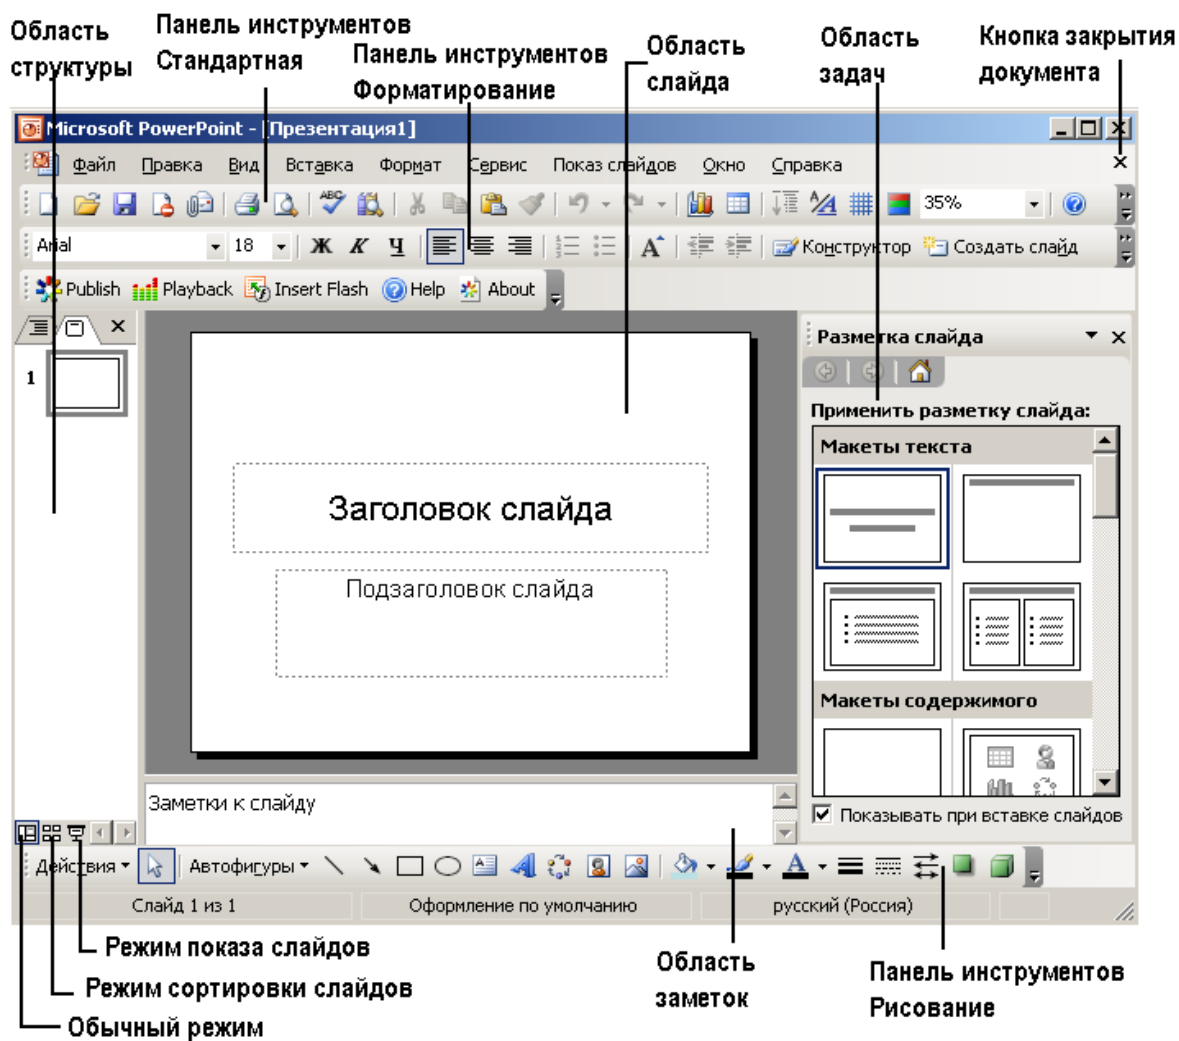 Область
структуры
Панель инструментов
Стандартная
Панель инструментов
Форматирование
Область
слайда
Область
задач
Кнопка закрытия
документа
Microsoft PowerPoint - [Презентация1]
Файл Правка Вид Вставка Формат Сервис Показ слайдов Окно Справка
ABC 35%
Arial 18 Ж К Ч A Конструктор Создать слайд
Publish Playback Insert Flash Help About
1
Разметка слайда
Применить разметку слайда:
Макеты текста
Заголовок слайда
Подзаголовок слайда
Макеты содержимого
Заметки к слайду
Показывать при вставке слайдов
Действия Автофигуры A
Слайд 1 из 1 Оформление по умолчанию русский (Россия)
Режим показа слайдов
Режим сортировки слайдов
Обычный режим
Область
заметок
Панель инструментов
Рисование